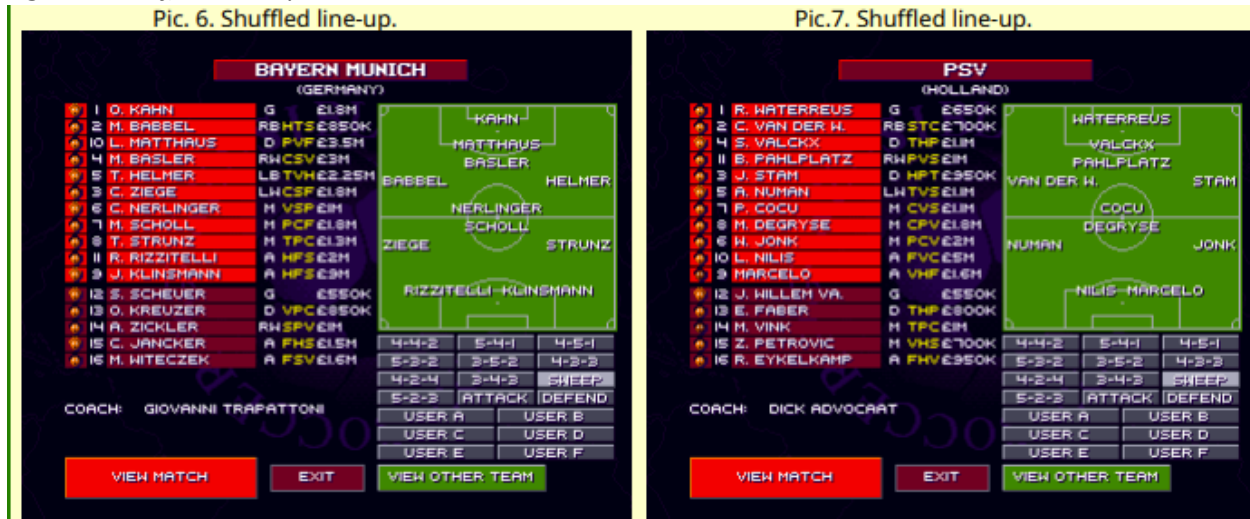 Pic. 6. Shuffled line-up.
BAYERN MUNICH
(GERMANY)
1 O. KAHN G £1.8M
2 M. BABBEL RB HTS £850K
10 L. MATTHAUS D PVF £3.5M
4 M. BASLER RW CSV £3M
5 T. HELMER LB TVH £2.25M
3 C. ZIEGE LW CSF £1.8M
6 C. NERLINGER M VSP £1M
7 M. SCHOLL M PCF £1.8M
8 T. STRUNZ M TPC £1.3M
11 R. RIZZITELLI A HFS £2M
9 J. KLINSMANN A HFS £9M
12 S. SCHEUER G £550K
13 O. KREUZER D VPC £850K
14 A. ZICKLER RW SPV £1M
15 C. JANCKER A FHS £1.5M
16 M. WITECZEK A FSV £1.6M
KAHN
MATTHAUS
BASLER
BABBEL HELMER
NERLINGER
SCHOLL
ZIEGE STRUNZ
RIZZITELLI KLINSMANN
4-4-2 5-4-1 4-5-1
5-3-2 3-5-2 4-3-3
4-2-4 3-4-3 SWEEP
5-2-3 ATTACK DEFEND
USER A USER B
USER C USER D
USER E USER F
COACH: GIOVANNI TRAPATTONI
VIEW MATCH EXIT VIEW OTHER TEAM
Pic.7. Shuffled line-up.
PSV
(HOLLAND)
1 R. WATERREUS G £650K
2 C. VAN DER W. RB STC £700K
4 S. VALCKX D THP £1.1M
11 B. PAHLPLATZ RW PVS £1M
3 J. STAM D HPT £950K
5 A. NUMAN LW TVS £1.1M
7 P. COCU M CVS £1.1M
8 M. DEGRYSE M CPV £1.8M
6 W. JONK M PCV £2M
10 L. NILIS A FVC £5M
9 MARCELO A VHF £1.6M
12 J. WILLEM VA. G £550K
13 E. FABER D THP £800K
14 M. VINK M TPC £1M
15 Z. PETROVIC M VHS £700K
16 R. EYKELKAMP A FHV £950K
WATERREUS
VALCKX
PAHLPLATZ
VAN DER W. STAM
COCU
DEGRYSE
NUMAN JONK
NILIS MARCELO
4-4-2 5-4-1 4-5-1
5-3-2 3-5-2 4-3-3
4-2-4 3-4-3 SWEEP
5-2-3 ATTACK DEFEND
USER A USER B
USER C USER D
USER E USER F
COACH: DICK ADVOCAAT
VIEW MATCH EXIT VIEW OTHER TEAM